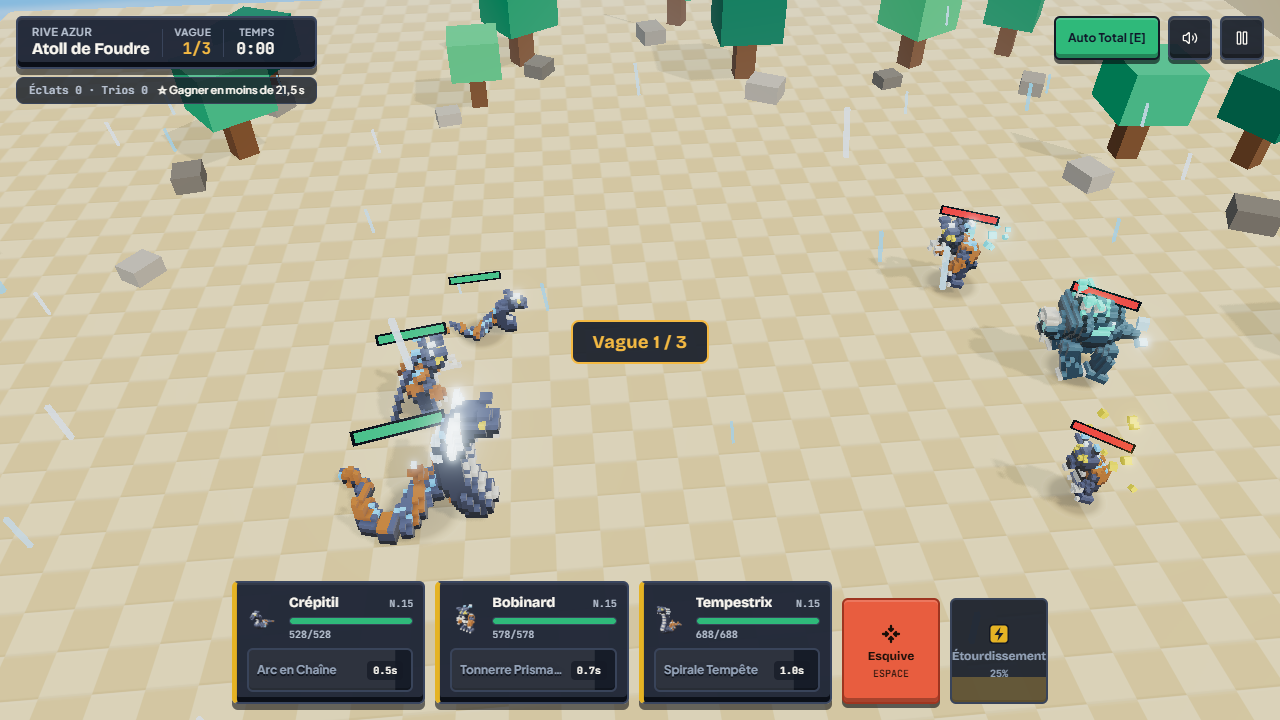 RIVE AZUR
Atoll de Foudre
VAGUE
1/3
TEMPS
0:00
Éclats 0 · Trios 0
★ Gagner en moins de 21,5 s
Auto Total [E]
Vague 1 / 3
Crépitil
N.15
528/528
Arc en Chaîne
0.5s
Bobinard
N.15
578/578
Tonnerre Prisma...
0.7s
Tempestrix
N.15
688/688
Spirale Tempête
1.0s
Esquive
ESPACE
Étourdissement
25%